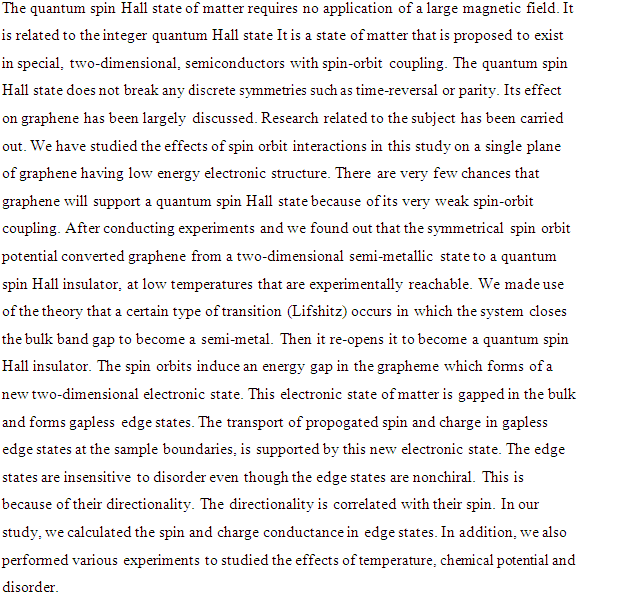 The quantum spin Hall state of matter requires no application of a large magnetic field. It
is related to the integer quantum Hall state It is a state of matter that is proposed to exist
in special, two-dimensional, semiconductors with spin-orbit coupling. The quantum spin
Hall state does not break any discrete symmetries such as time-reversal or parity. Its effect
on graphene has been largely discussed. Research related to the subject has been carried
out. We have studied the effects of spin orbit interactions in this study on a single plane
of graphene having low energy electronic structure. There are very few chances that
graphene will support a quantum spin Hall state because of its very weak spin-orbit
coupling. After conducting experiments and we found out that the symmetrical spin orbit
potential converted graphene from a two-dimensional semi-metallic state to a quantum
spin Hall insulator, at low temperatures that are experimentally reachable. We made use
of the theory that a certain type of transition (Lifshitz) occurs in which the system closes
the bulk band gap to become a semi-metal. Then it re-opens it to become a quantum spin
Hall insulator. The spin orbits induce an energy gap in the grapheme which forms of a
new two-dimensional electronic state. This electronic state of matter is gapped in the bulk
and forms gapless edge states. The transport of propogated spin and charge in gapless
edge states at the sample boundaries, is supported by this new electronic state. The edge
states are insensitive to disorder even though the edge states are nonchiral. This is
because of their directionality. The directionality is correlated with their spin. In our
study, we calculated the spin and charge conductance in edge states. In addition, we also
performed various experiments to studied the effects of temperature, chemical potential and
disorder.